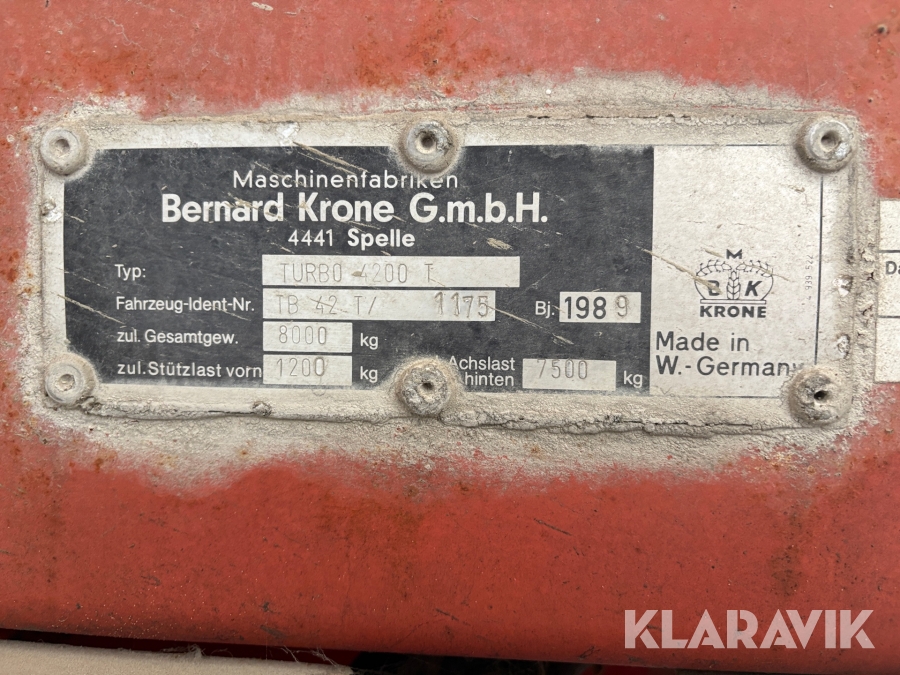 Maschinenfabriken
Bernard Krone G.m.b.H.
4441 Spelle
Typ: TURBO 4200 T
Fahrzeug-Ident-Nr. TB 42 T/ 1175 Bj. 1989
zul. Gesamtgew. 8000 kg
zul. Stützlast vorn 1200 kg Achslast hinten 7500 kg
M
B K
KRONE
Made in
W.-Germany
Da
KLARAVIK